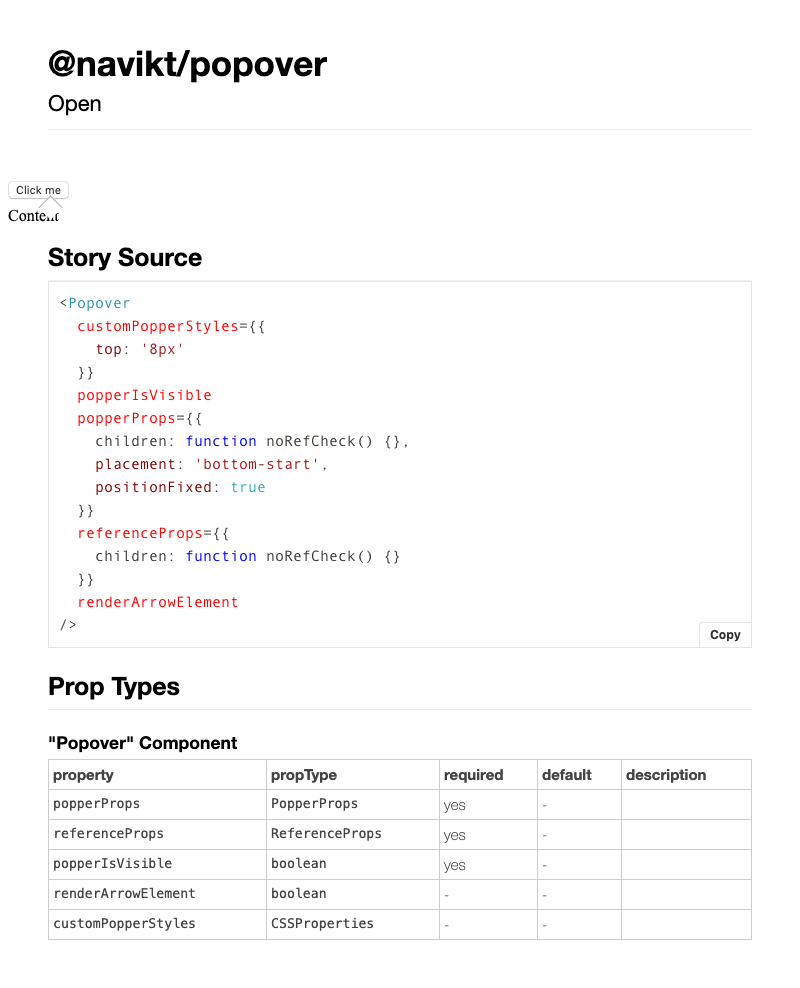 @navikt/popover
Open
Click me
Content
Story Source
<Popover
customPopperStyles={{
top: '8px'
}}
popperIsVisible
popperProps={{
children: function noRefCheck() {},
placement: 'bottom-start',
positionFixed: true
}}
referenceProps={{
children: function noRefCheck() {}
}}
renderArrowElement
/>
Copy
Prop Types
"Popover" Component
property propType required default description
popperProps PopperProps yes -
referenceProps ReferenceProps yes -
popperIsVisible boolean yes -
renderArrowElement boolean - -
customPopperStyles CSSProperties - -